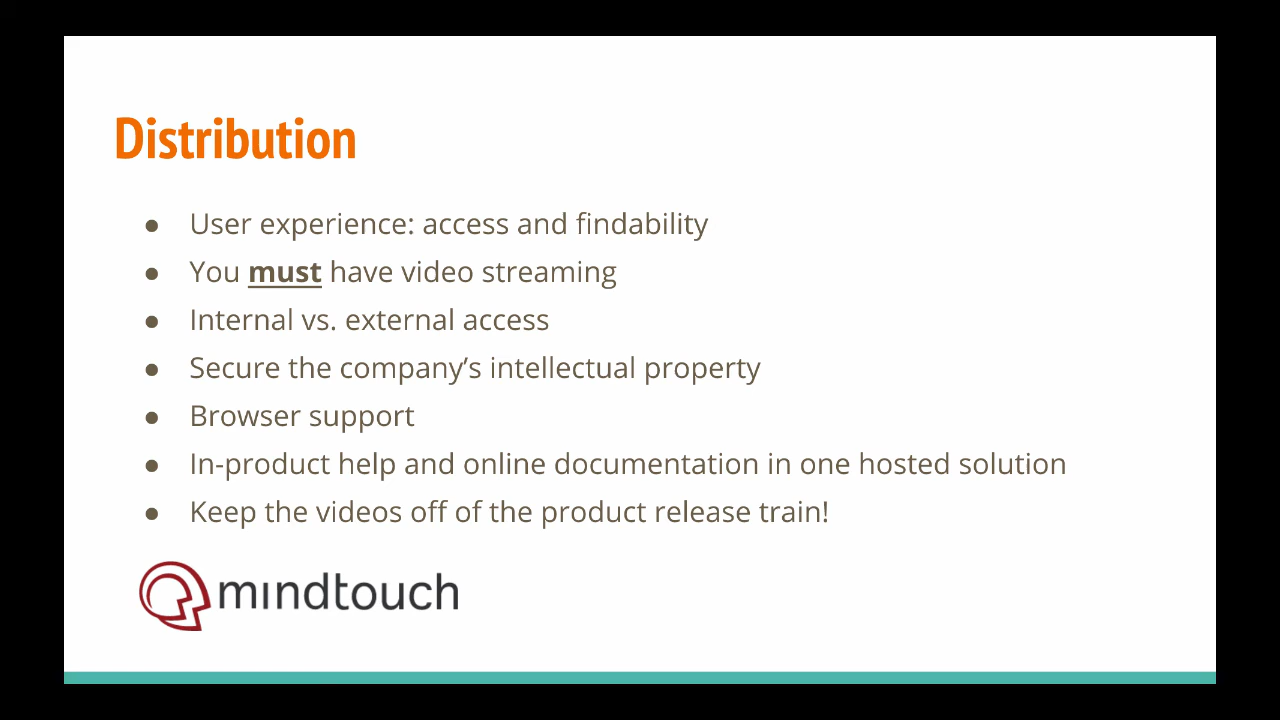 Distribution
● User experience: access and findability
● You must have video streaming
● Internal vs. external access
● Secure the company’s intellectual property
● Browser support
● In-product help and online documentation in one hosted solution
● Keep the videos off of the product release train!
mindtouch